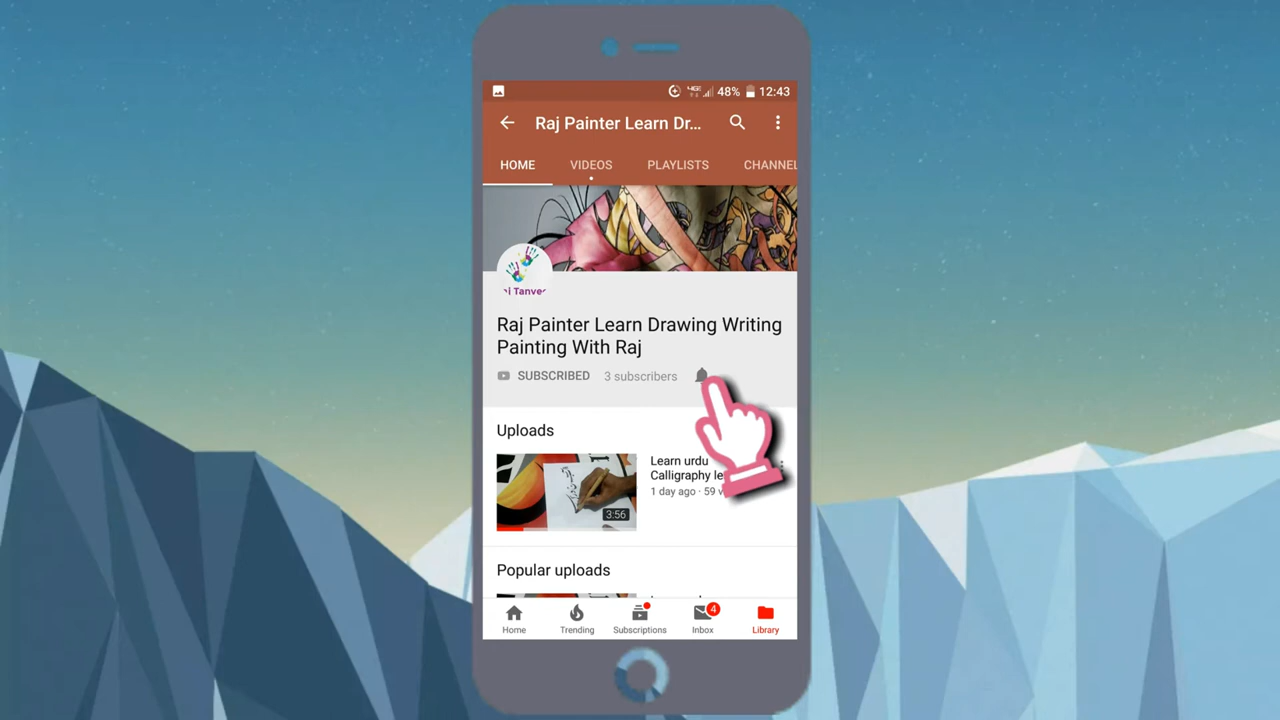 48% 12:43
Raj Painter Learn Dr...
HOME VIDEOS PLAYLISTS CHANNEL
Raj Painter Learn Drawing Writing
Painting With Raj
SUBSCRIBED 3 subscribers
Uploads
Learn urdu
Calligraphy le
1 day ago · 59 v
3:56
Popular uploads
Home Trending Subscriptions Inbox 4 Library